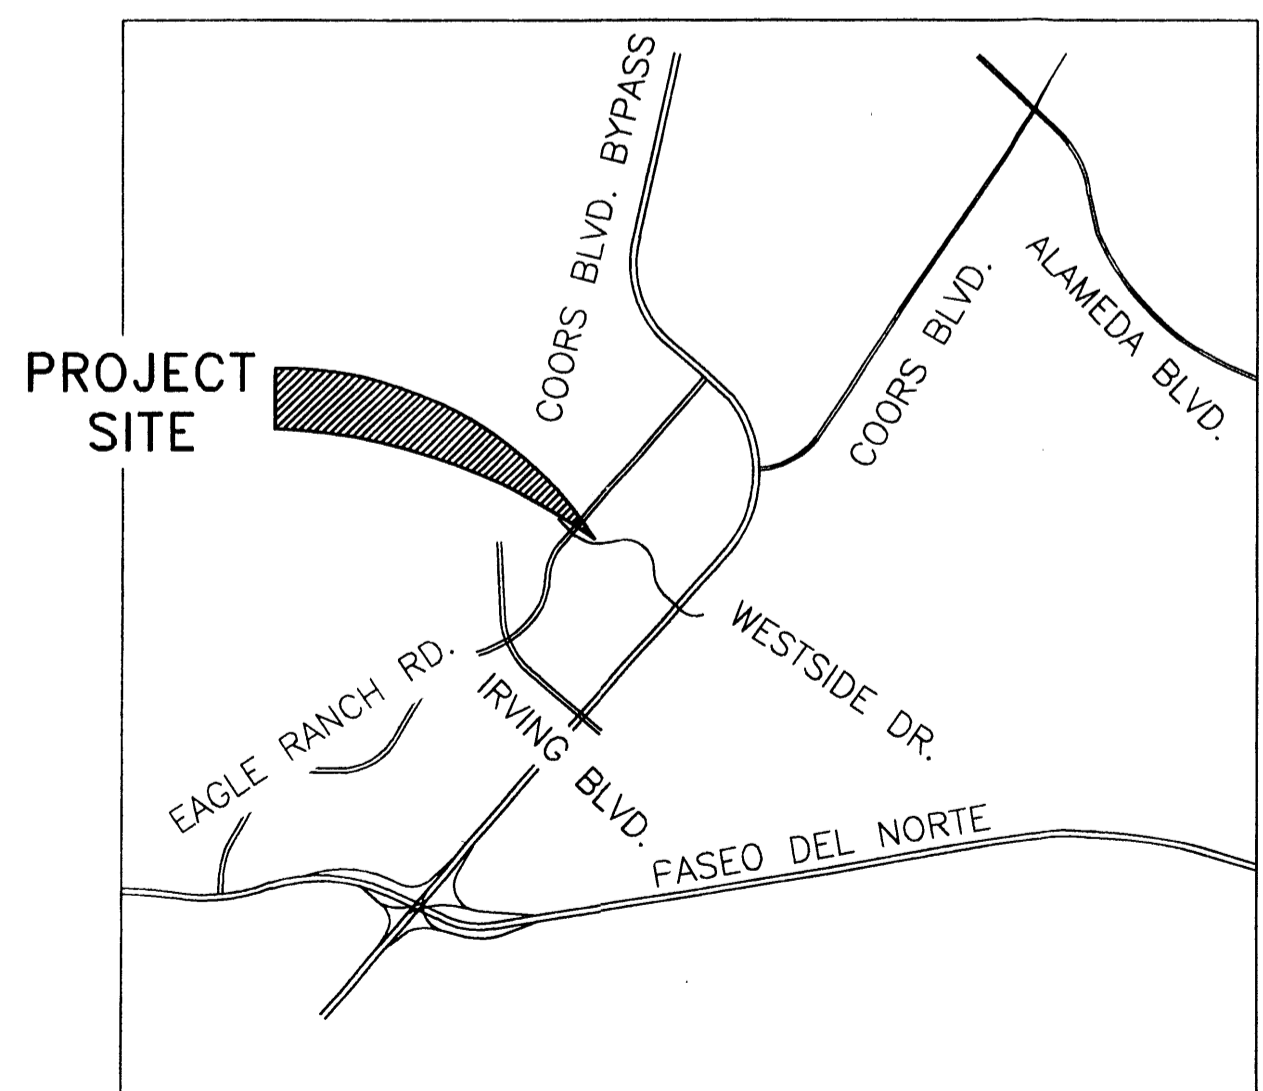 COORS BLVD. BYPASS
PROJECT
SITE
COORS BLVD.
ALAMEDA BLVD.
WESTSIDE DR.
EAGLE RANCH RD.
IRVING BLVD.
FASEO DEL NORTE